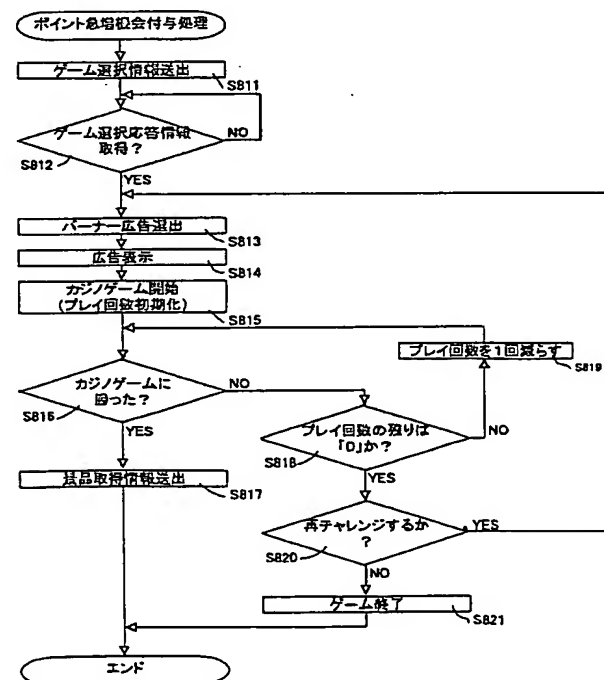 ポイント急増機会付与処理
ゲーム選択情報送出
S811
ゲーム選択応答情報
取得？
NO
S812
YES
バーナー広告選出
S813
広告表示
S814
カジノゲーム開始
(プレイ回数初期化)
S815
プレイ回数を1回減らす
S819
カジノゲームに
図った？
NO
S816
YES
プレイ回数の残りは
「0」か？
NO
S818
YES
景品取得情報送出
S817
再チャレンジするか
？
YES
S820
NO
ゲーム終了
S821
エンド